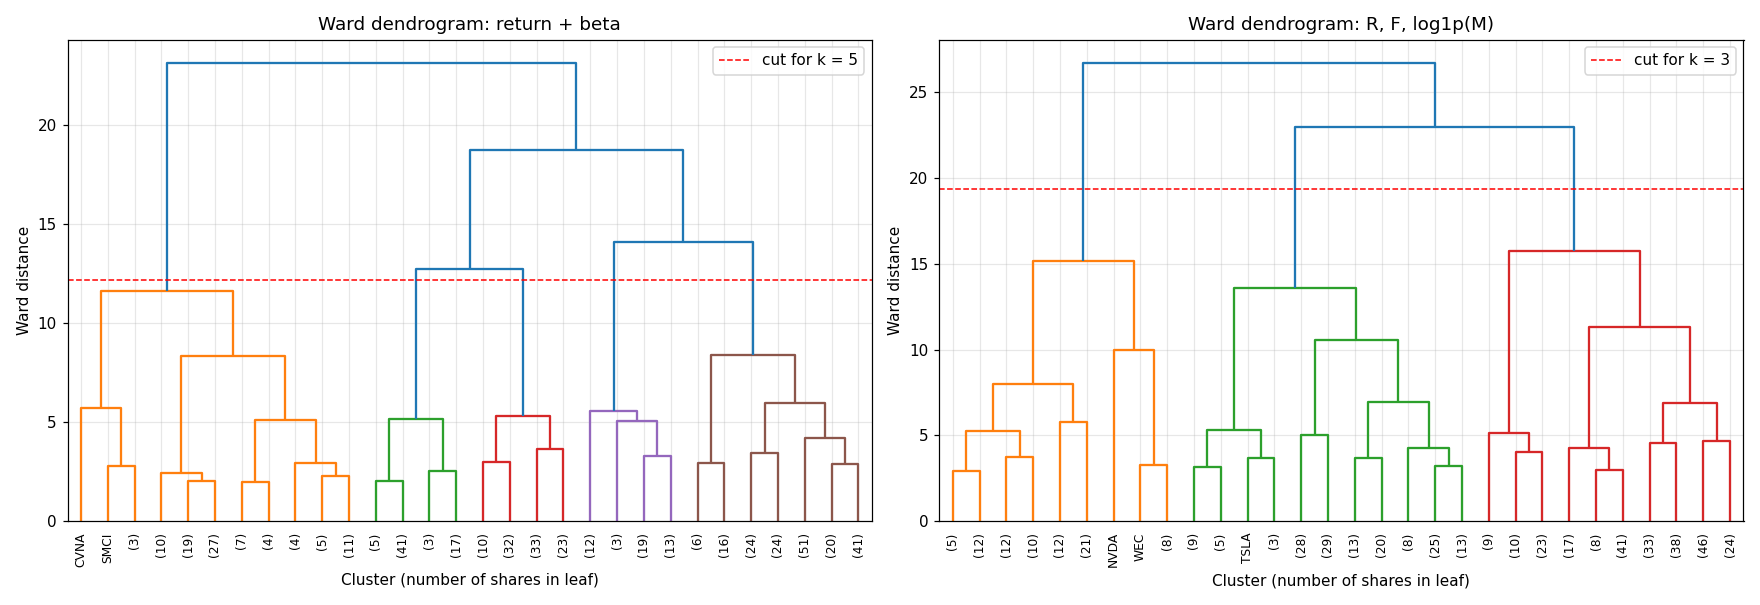 Ward dendrogram: return + beta
cut for k = 5
Ward distance
20
15
10
5
0
CVNA SMCI (3) (10) (19) (27) (7) (4) (4) (5) (11) (5) (41) (3) (17) (10) (32) (33) (23) (12) (3) (19) (13) (6) (16) (24) (24) (51) (20) (41)
Cluster (number of shares in leaf)
Ward dendrogram: R, F, log1p(M)
cut for k = 3
Ward distance
25
20
15
10
5
0
(5) (12) (12) (10) (12) (21) NVDA WEC (8) (9) (5) TSLA (3) (28) (29) (13) (20) (8) (25) (13) (9) (10) (23) (17) (8) (41) (33) (38) (46) (24)
Cluster (number of shares in leaf)